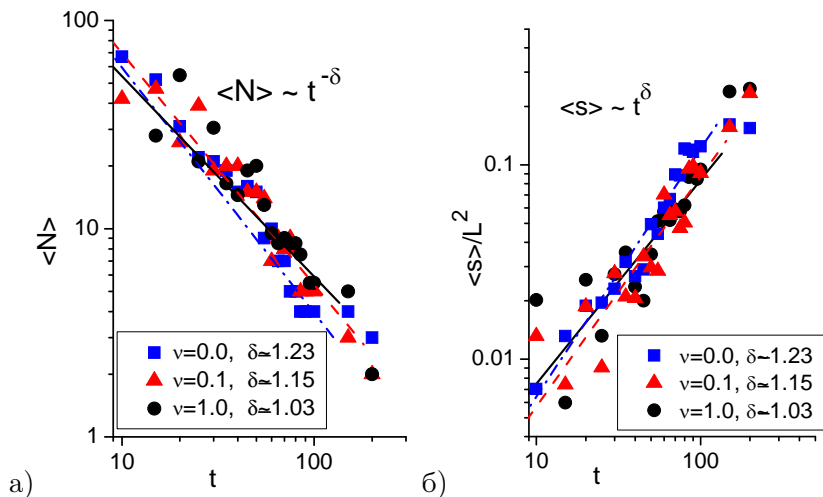 100
10
1
<N>
<N> ~ t^-δ
ν=0.0, δ≃1.23
ν=0.1, δ≃1.15
ν=1.0, δ≃1.03
10
100
t
а)
0.1
0.01
<s>/L^2
<s> ~ t^δ
ν=0.0, δ≃1.23
ν=0.1, δ≃1.15
ν=1.0, δ≃1.03
10
100
t
б)